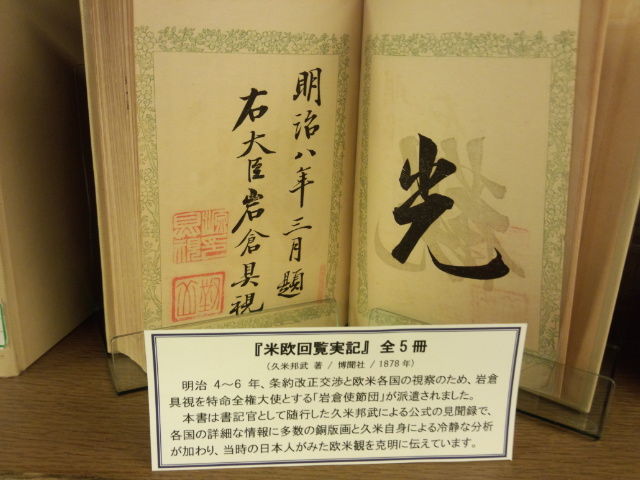 光
明治八年三月題
右大臣岩倉具視
『米欧回覧実記』 全5冊
(久米邦武 著 / 博聞社 / 1878年)
明治 4~6 年、条約改正交渉と欧米各国の視察のため、岩倉
具視を特命全権大使とする「岩倉使節団」が派遣されました。
本書は書記官として随行した久米邦武による公式の見聞録で、
各国の詳細な情報に多数の銅版画と久米自身による冷静な分析
が加わり、当時の日本人がみた欧米観を克明に伝えています。